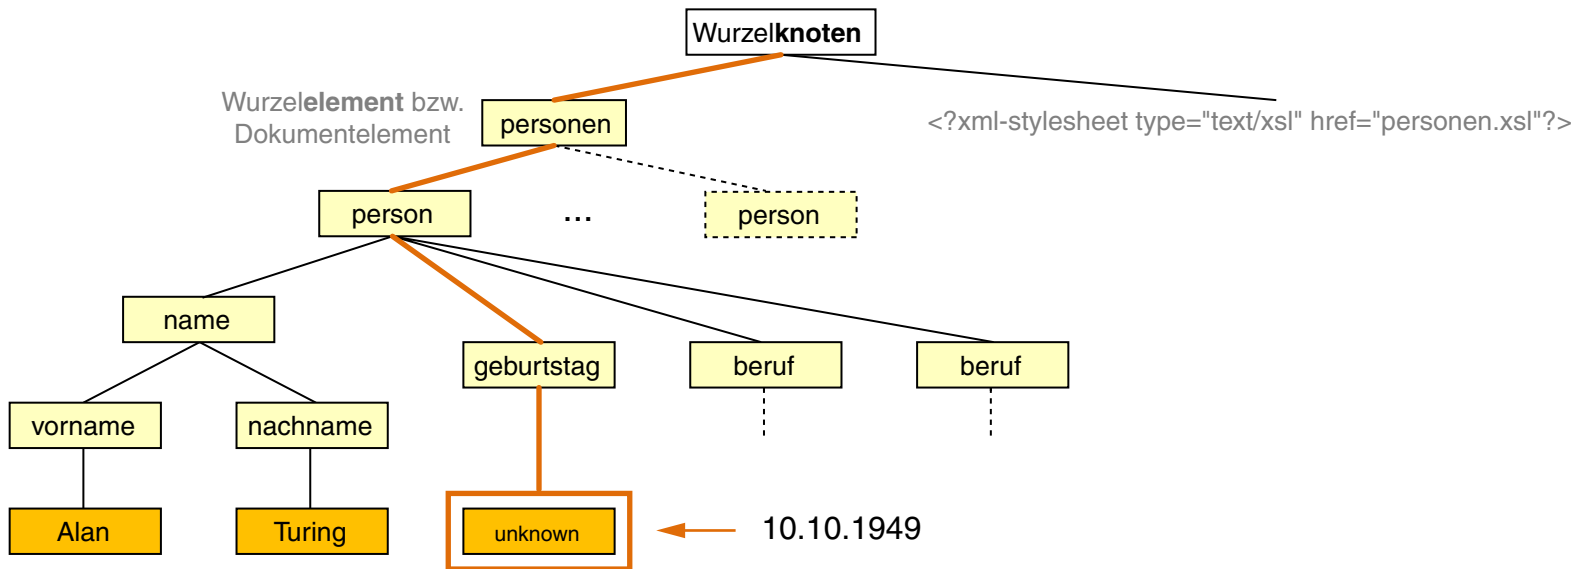 Wurzelknoten
Wurzelelement bzw.
Dokumentelement
personen
<?xml-stylesheet type="text/xsl" href="personen.xsl"?>
person
...
person
name
geburtstag
beruf
beruf
vorname
nachname
Alan
Turing
unknown
10.10.1949